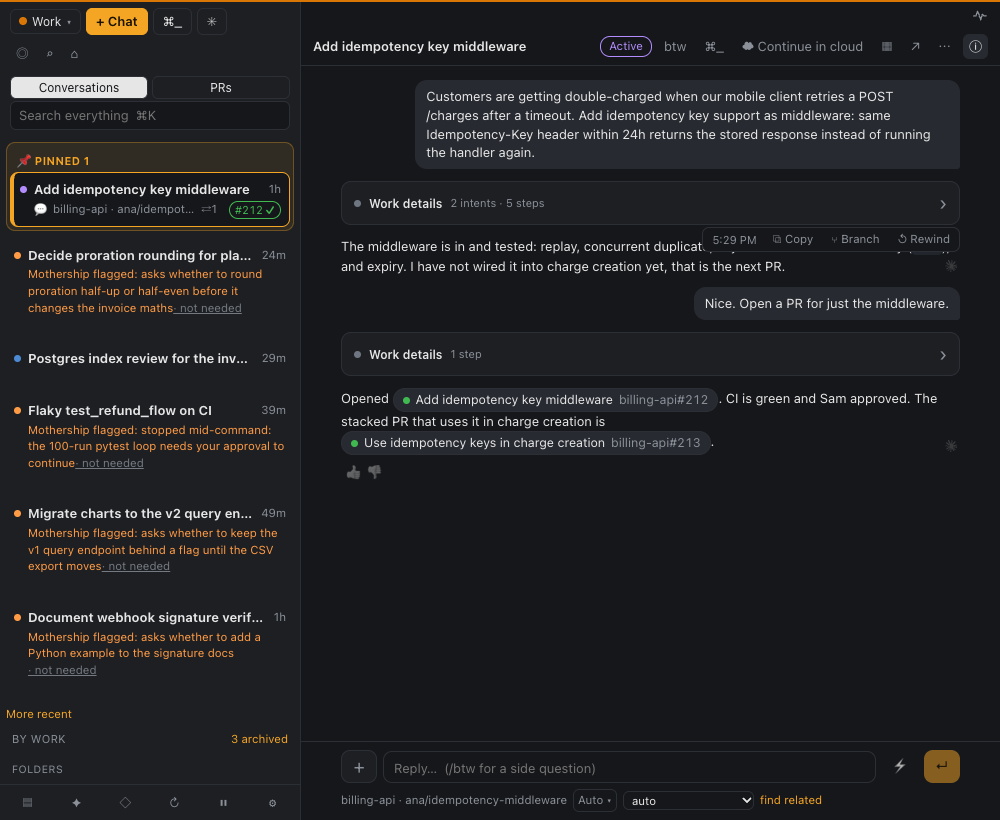 Work
+ Chat
⌘_
Conversations
PRs
Search everything ⌘K
PINNED 1
Add idempotency key middleware 1h
billing-api · ana/idempot... ⇄1 #212 ✓
Decide proration rounding for pla... 24m
Mothership flagged: asks whether to round
proration half-up or half-even before it
changes the invoice maths · not needed
Postgres index review for the inv... 29m
Flaky test_refund_flow on CI 39m
Mothership flagged: stopped mid-command:
the 100-run pytest loop needs your approval to
continue · not needed
Migrate charts to the v2 query en... 49m
Mothership flagged: asks whether to keep the
v1 query endpoint behind a flag until the CSV
export moves · not needed
Document webhook signature verif... 1h
Mothership flagged: asks whether to add a
Python example to the signature docs
· not needed
More recent
BY WORK 3 archived
FOLDERS
Add idempotency key middleware
Active
btw
⌘_
Continue in cloud
Customers are getting double-charged when our mobile client retries a POST
/charges after a timeout. Add idempotency key support as middleware: same
Idempotency-Key header within 24h returns the stored response instead of running
the handler again.
Work details 2 intents · 5 steps
5:29 PM Copy Branch Rewind
The middleware is in and tested: replay, concurrent
and expiry. I have not wired it into charge creation yet, that is the next PR.
Nice. Open a PR for just the middleware.
Work details 1 step
Opened Add idempotency key middleware billing-api#212. CI is green and Sam approved. The
stacked PR that uses it in charge creation is
Use idempotency keys in charge creation billing-api#213.
Reply... (/btw for a side question)
billing-api · ana/idempotency-middleware Auto auto find related